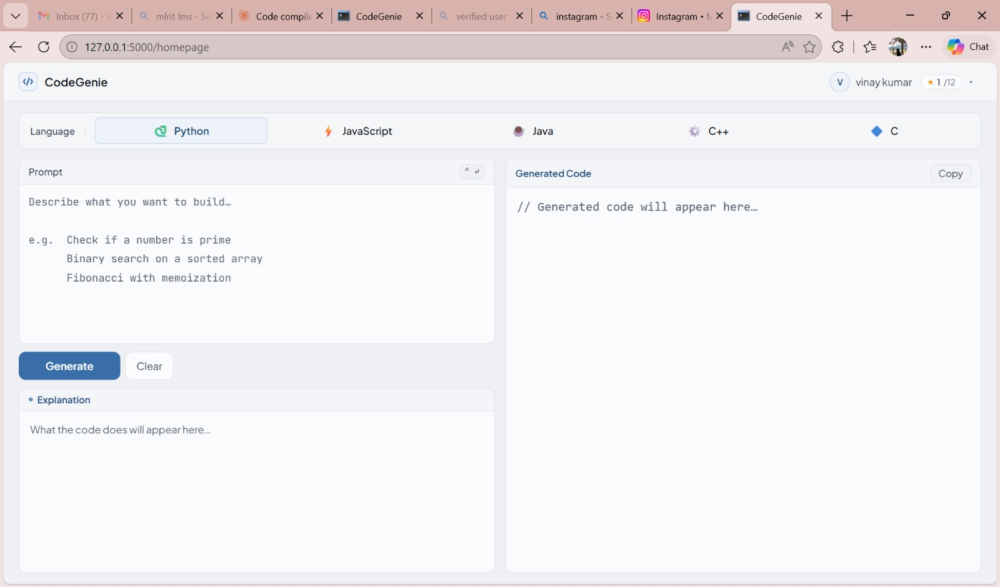 Inbox (77) - s
mlrit lms - Se
Code compile
CodeGenie
verified user -
instagram - S
Instagram • M
CodeGenie
127.0.0.1:5000/homepage
Chat
</> CodeGenie
V vinay kumar ★ 1 /12
Language
Python
JavaScript
Java
C++
C
Prompt
^ ↵
Describe what you want to build…
e.g. Check if a number is prime
Binary search on a sorted array
Fibonacci with memoization
Generate
Clear
• Explanation
What the code does will appear here…
Generated Code
Copy
// Generated code will appear here…